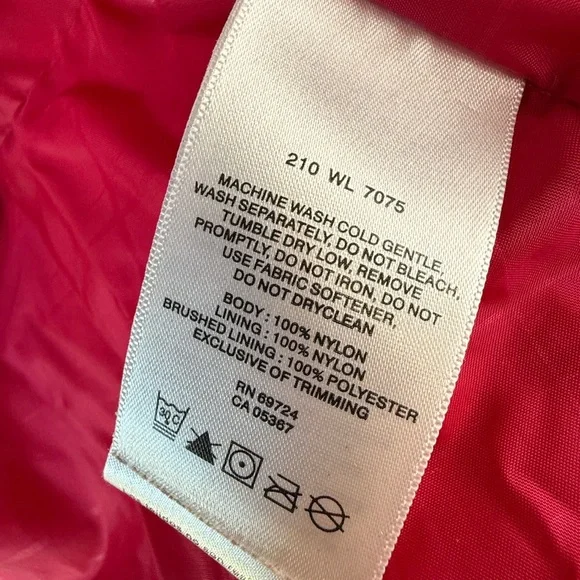 210 WL 7075
MACHINE WASH COLD GENTLE,
WASH SEPARATELY, DO NOT BLEACH,
TUMBLE DRY LOW, REMOVE
PROMPTLY, DO NOT IRON, DO NOT
USE FABRIC SOFTENER,
DO NOT DRYCLEAN
BODY : 100% NYLON
LINING : 100% NYLON
BRUSHED LINING : 100% POLYESTER
EXCLUSIVE OF TRIMMING
RN 69724
CA 05367
30C